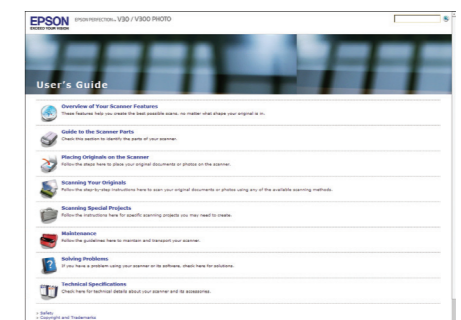 EPSON EPSON PERFECTION™ V30 / V300 PHOTO
EXCEED YOUR VISION
User's Guide
Overview of Your Scanner Features
These features help you create the best possible scans, no matter what shape your original is in.
Guide to the Scanner Parts
Check this section to identify the parts of your scanner.
Placing Originals on the Scanner
Follow the steps here to place your original documents or photos on the scanner.
Scanning Your Originals
Follow the step-by-step instructions here to scan your original documents or photos using any of the available scanning methods.
Scanning Special Projects
Follow the instructions here for specific scanning projects you may need to create.
Maintenance
Follow the guidelines here to maintain and transport your scanner.
Solving Problems
If you have a problem using your scanner or its software, check here for solutions.
Technical Specifications
Check here for technical details about your scanner and its accessories.
» Safety
» Copyright and Trademarks